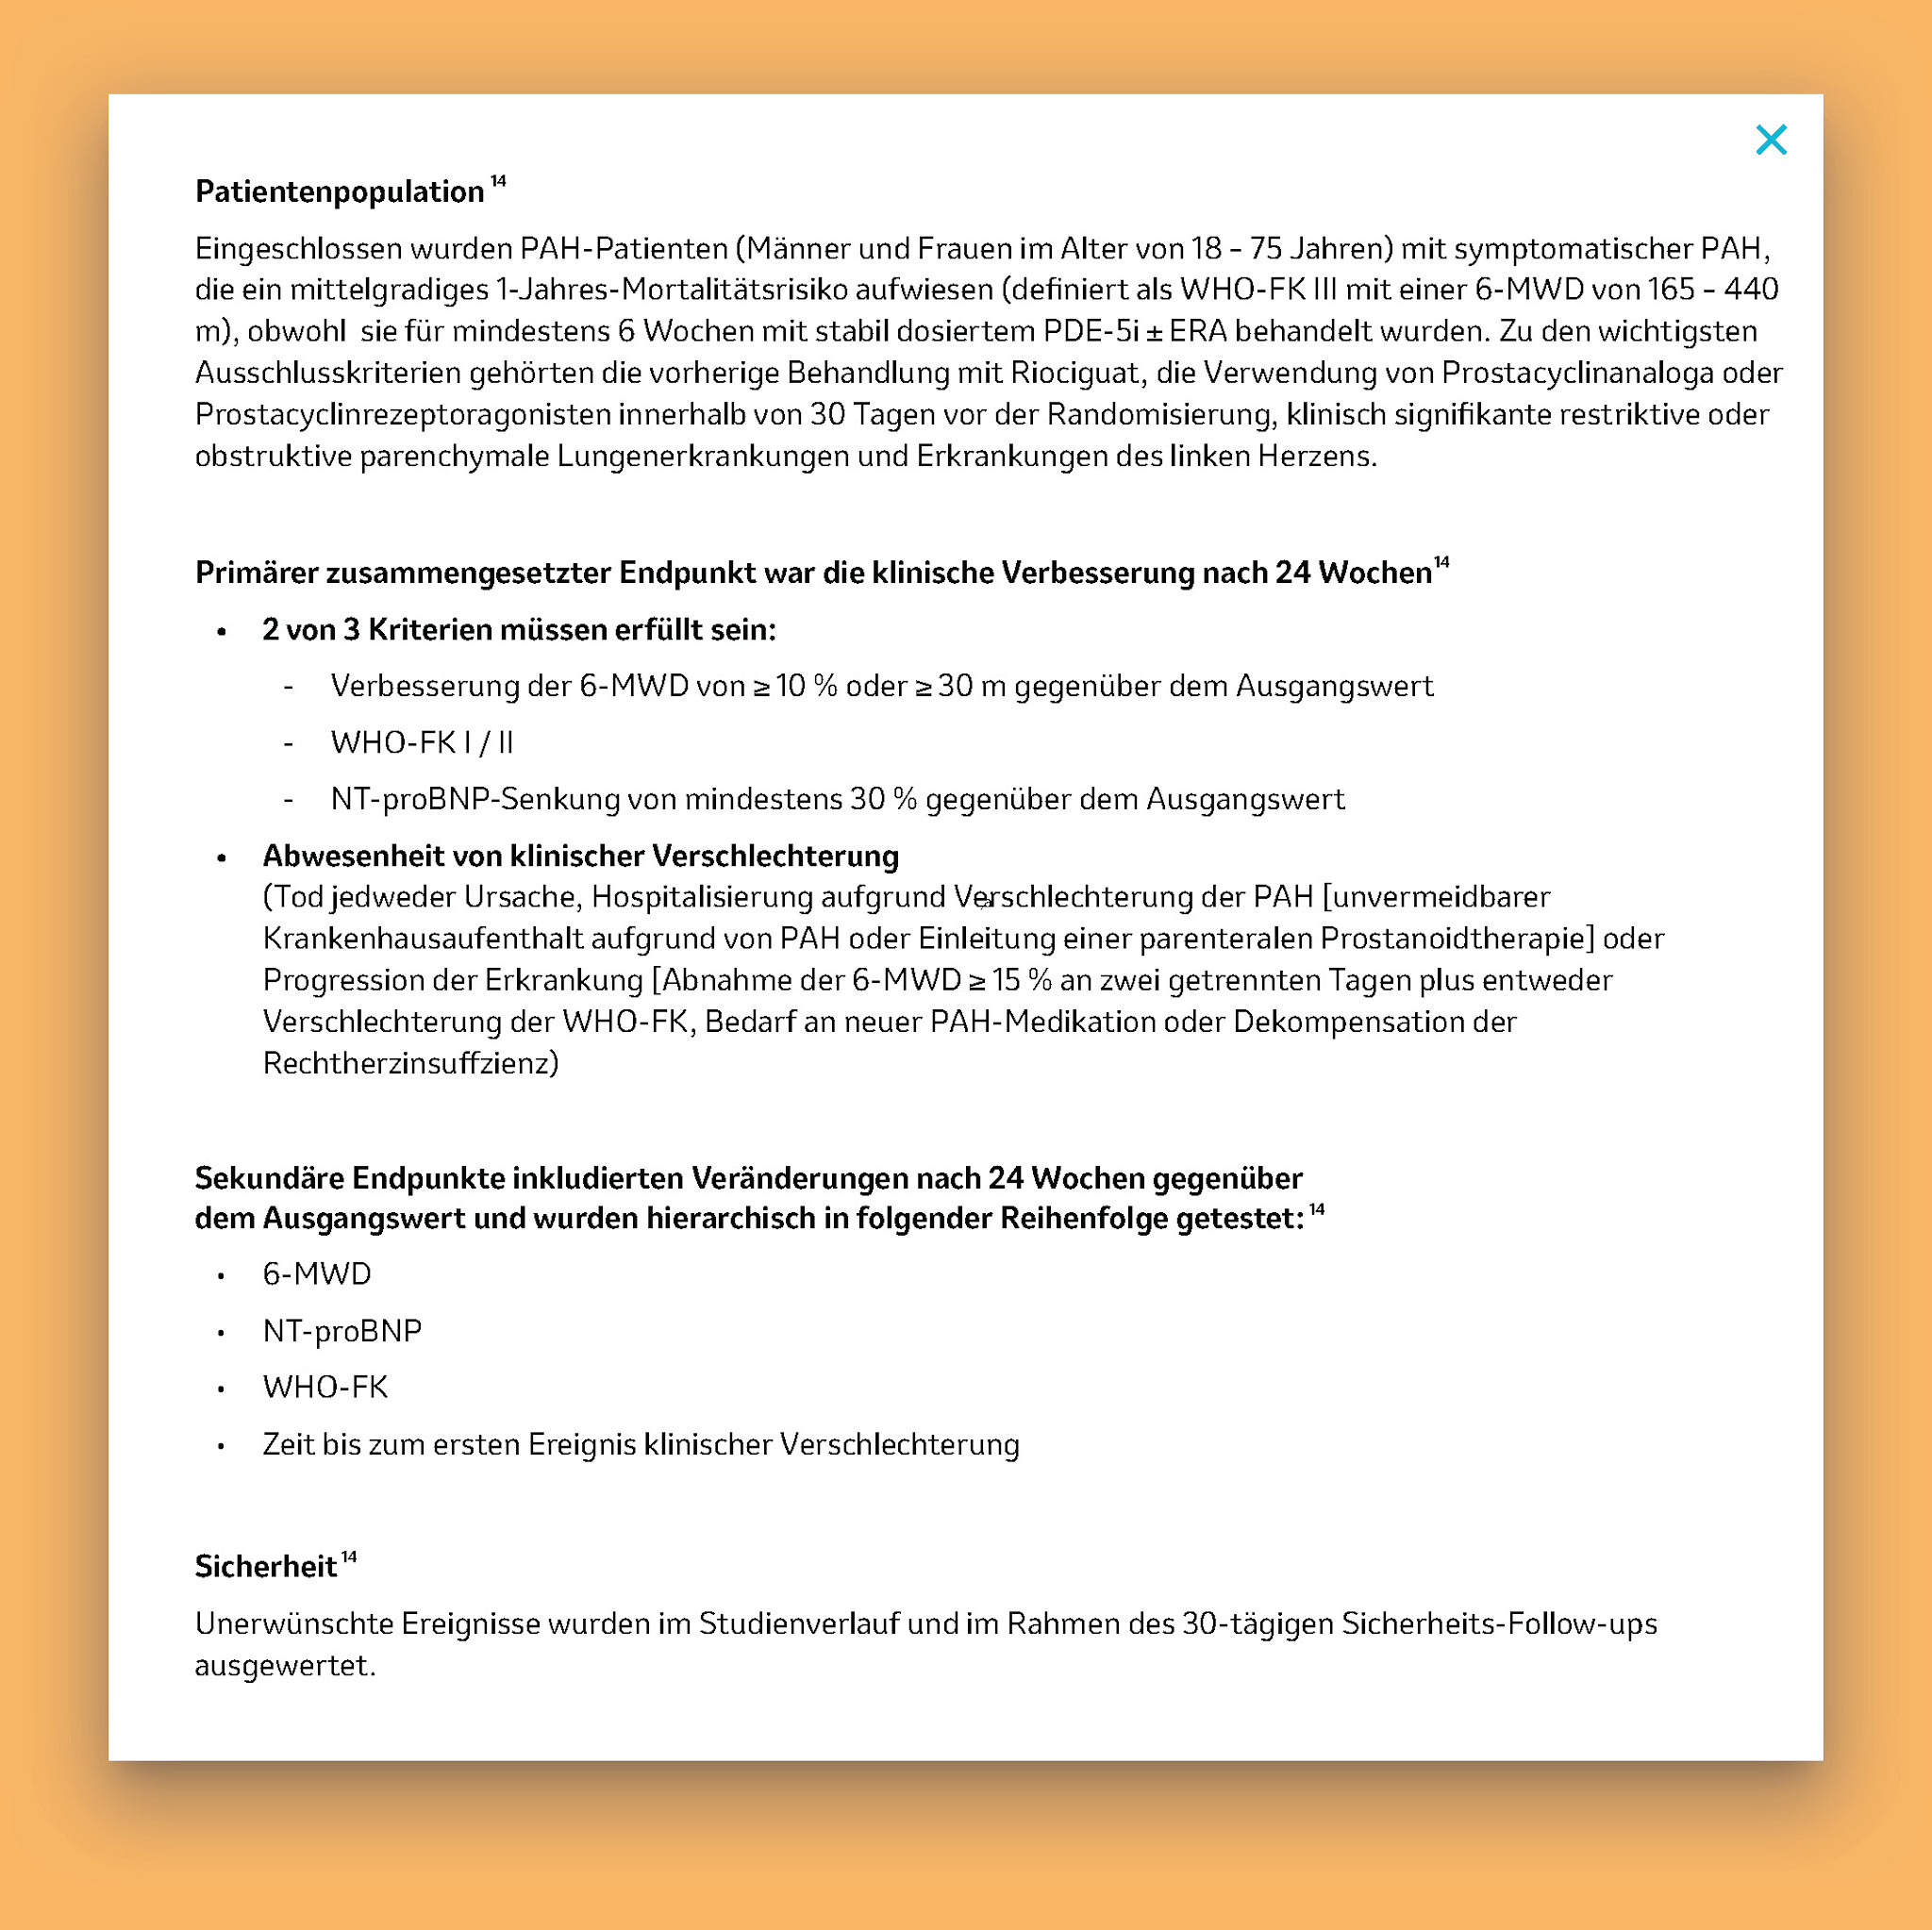 Patientenpopulation 14
Eingeschlossen wurden PAH-Patienten (Männer und Frauen im Alter von 18 – 75 Jahren) mit symptomatischer PAH,
die ein mittelgradiges 1-Jahres-Mortalitätsrisiko aufwiesen (definiert als WHO-FK III mit einer 6-MWD von 165 – 440
m), obwohl  sie für mindestens 6 Wochen mit stabil dosiertem PDE-5i ± ERA behandelt wurden. Zu den wichtigsten
Ausschlusskriterien gehörten die vorherige Behandlung mit Riociguat, die Verwendung von Prostacyclinanaloga oder
Prostacyclinrezeptoragonisten innerhalb von 30 Tagen vor der Randomisierung, klinisch signifikante restriktive oder
obstruktive parenchymale Lungenerkrankungen und Erkrankungen des linken Herzens.
Primärer zusammengesetzter Endpunkt war die klinische Verbesserung nach 24 Wochen14
• 2 von 3 Kriterien müssen erfüllt sein:
- Verbesserung der 6-MWD von ≥ 10 % oder ≥ 30 m gegenüber dem Ausgangswert
- WHO-FK I / II
- NT-proBNP-Senkung von mindestens 30 % gegenüber dem Ausgangswert
• Abwesenheit von klinischer Verschlechterung
(Tod jedweder Ursache, Hospitalisierung aufgrund Verschlechterung der PAH [unvermeidbarer
Krankenhausaufenthalt aufgrund von PAH oder Einleitung einer parenteralen Prostanoidtherapie] oder
Progression der Erkrankung [Abnahme der 6-MWD ≥ 15 % an zwei getrennten Tagen plus entweder
Verschlechterung der WHO-FK, Bedarf an neuer PAH-Medikation oder Dekompensation der
Rechtherzinsuffzienz)
Sekundäre Endpunkte inkludierten Veränderungen nach 24 Wochen gegenüber
dem Ausgangswert und wurden hierarchisch in folgender Reihenfolge getestet: 14
• 6-MWD
• NT-proBNP
• WHO-FK
• Zeit bis zum ersten Ereignis klinischer Verschlechterung
Sicherheit 14
Unerwünschte Ereignisse wurden im Studienverlauf und im Rahmen des 30-tägigen Sicherheits-Follow-ups
ausgewertet.